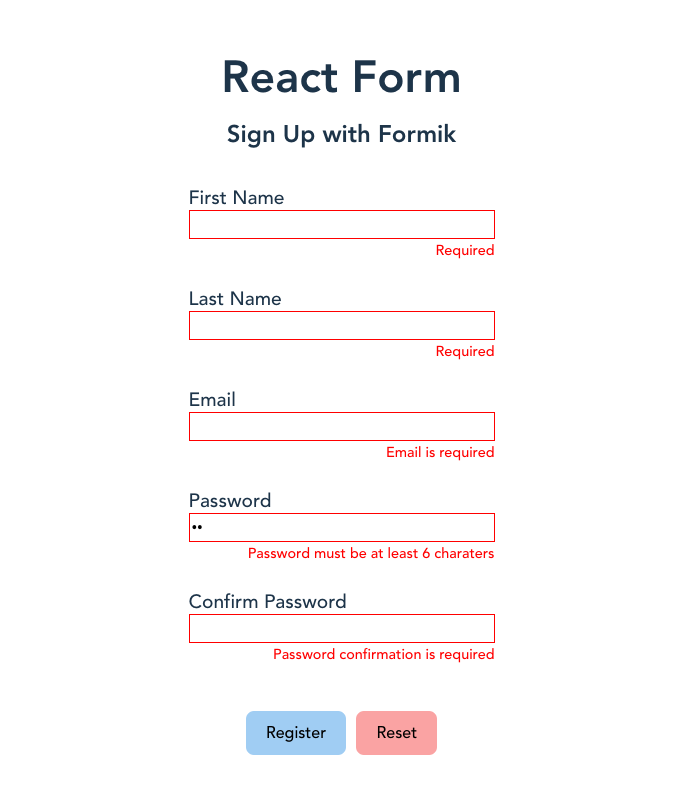 React Form
Sign Up with Formik
First Name
Required
Last Name
Required
Email
Email is required
Password
••
Password must be at least 6 charaters
Confirm Password
Password confirmation is required
Register Reset